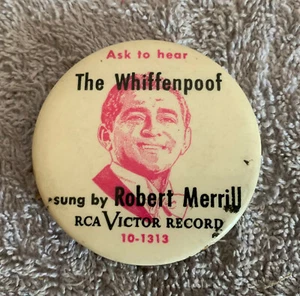 Ask to hear
The Whiffenpoof
sung by Robert Merrill
RCA VICTOR RECORD
10-1313